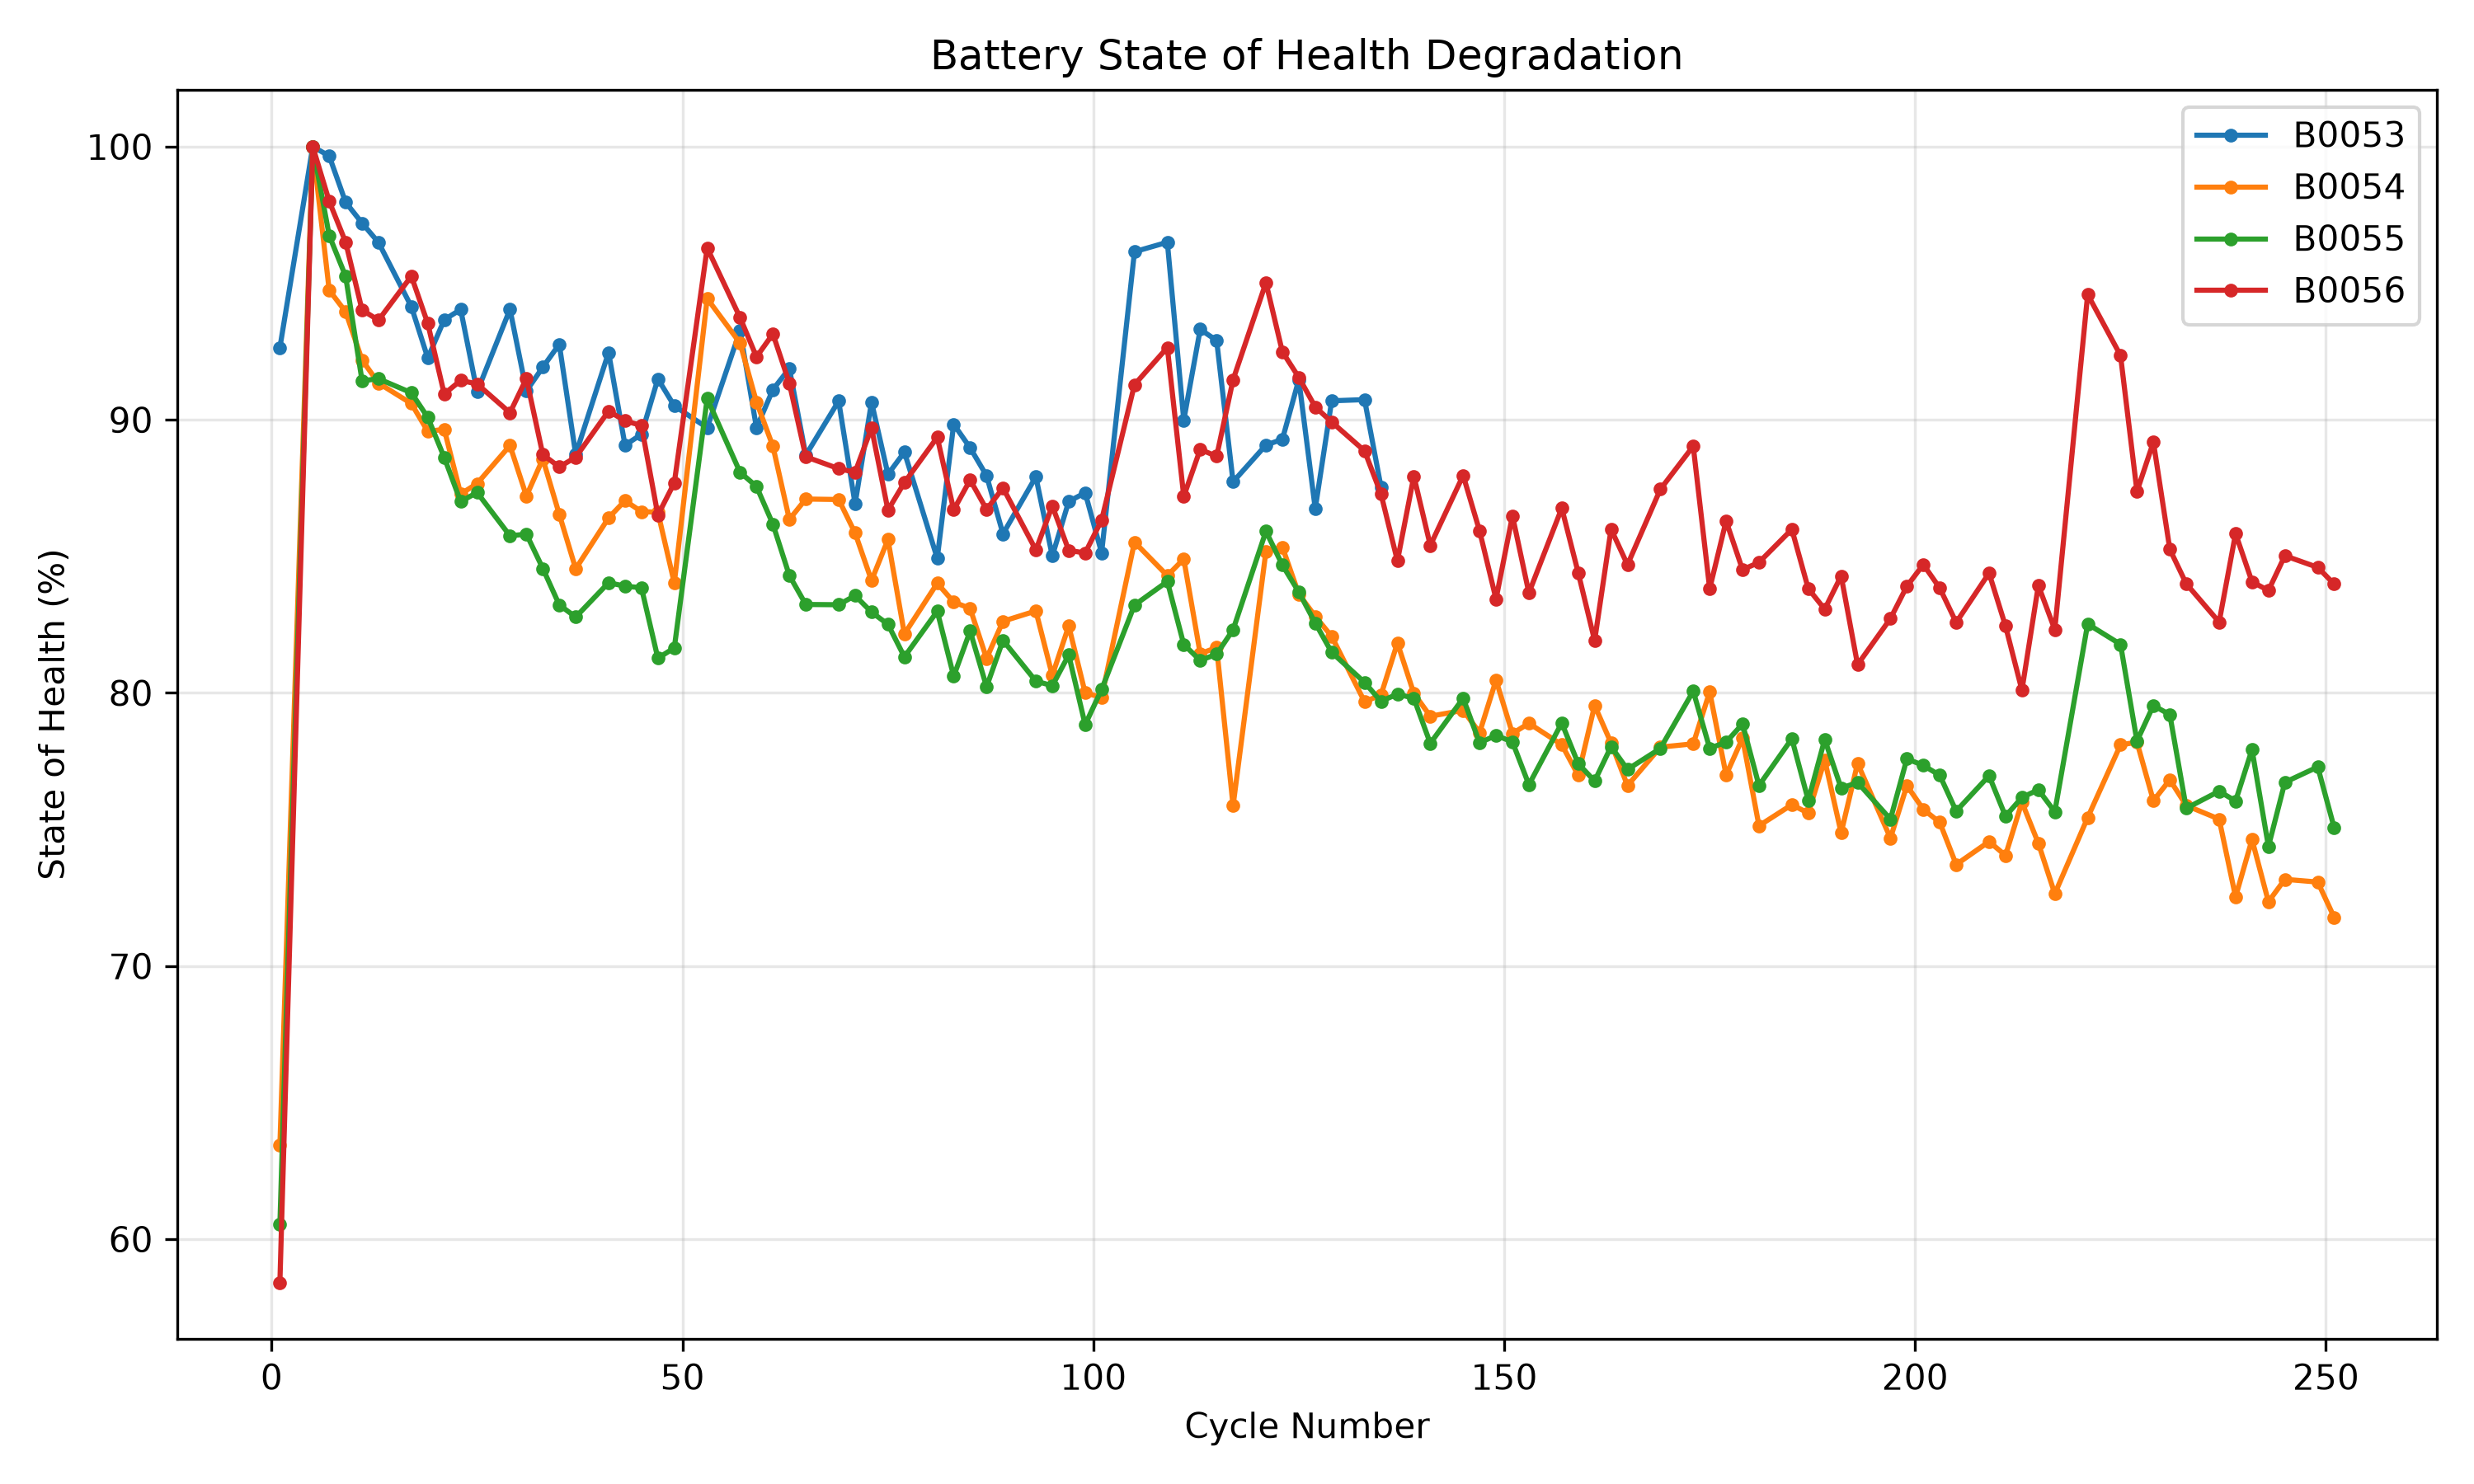 Battery State of Health Degradation
State of Health (%)
100
90
80
70
60
0 50 100 150 200 250
Cycle Number
B0053
B0054
B0055
B0056